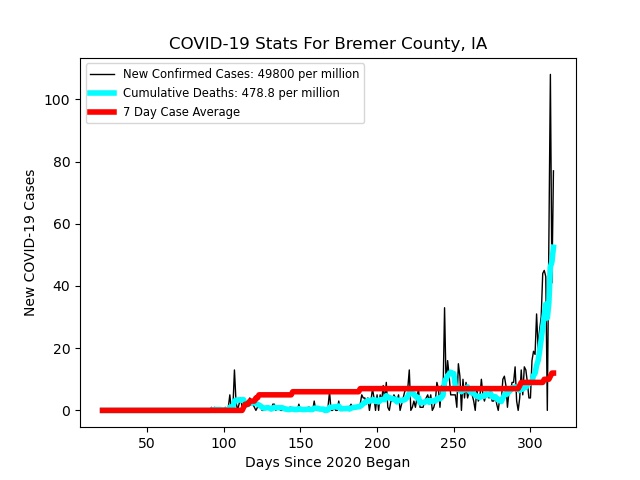 COVID-19 Stats For Bremer County, IA
New Confirmed Cases: 49800 per million
Cumulative Deaths: 478.8 per million
7 Day Case Average
100
80
60
40
20
0
New COVID-19 Cases
50 100 150 200 250 300
Days Since 2020 Began